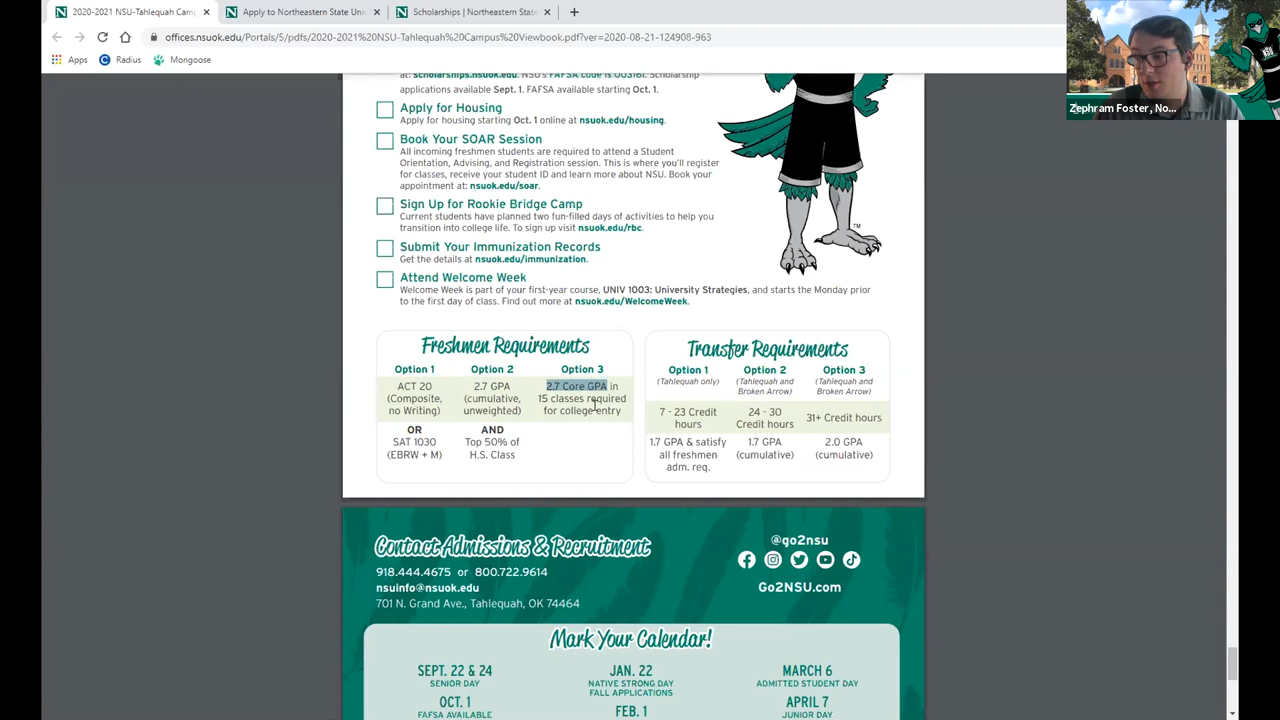 2020-2021 NSU-Tahlequah Cam
Apply to Northeastern State Uni
Scholarships | Northeastern Stat
offices.nsuok.edu/Portals/5/pdfs/2020-2021%20NSU-Tahlequah%20Campus%20Viewbook.pdf?ver=2020-08-21-124908-963
Apps
Radius
Mongoose
Zephram Foster, No...
at: scholarships.nsuok.edu. NSU's FAFSA code is 003161. Scholarship
applications available Sept. 1. FAFSA available starting Oct. 1.
Apply for Housing
Apply for housing starting Oct. 1 online at nsuok.edu/housing.
Book Your SOAR Session
All incoming freshmen students are required to attend a Student
Orientation, Advising, and Registration session. This is where you'll register
for classes, receive your student ID and learn more about NSU. Book your
appointment at: nsuok.edu/soar.
Sign Up for Rookie Bridge Camp
Current students have planned two fun-filled days of activities to help you
transition into college life. To sign up visit nsuok.edu/rbc.
TM
Submit Your Immunization Records
Get the details at nsuok.edu/immunization.
Attend Welcome Week
Welcome Week is part of your first-year course, UNIV 1003: University Strategies, and starts the Monday prior
to the first day of class. Find out more at nsuok.edu/WelcomeWeek.
Freshmen Requirements
Option 1
ACT 20
(Composite,
no Writing)
OR
SAT 1030
(EBRW + M)
Option 2
2.7 GPA
(cumulative,
unweighted)
AND
Top 50% of
H.S. Class
Option 3
2.7 Core GPA in
15 classes required
for college entry
Transfer Requirements
Option 1
(Tahlequah only)
7 - 23 Credit
hours
1.7 GPA & satisfy
all freshmen
adm. req.
Option 2
(Tahlequah and
Broken Arrow)
24 - 30
Credit hours
1.7 GPA
(cumulative)
Option 3
(Tahlequah and
Broken Arrow)
31+ Credit hours
2.0 GPA
(cumulative)
Contact Admissions & Recruitment
918.444.4675 or 800.722.9614
nsuinfo@nsuok.edu
701 N. Grand Ave., Tahlequah, OK 74464
@go2nsu
Go2NSU.com
Mark Your Calendar!
SEPT. 22 & 24
SENIOR DAY
OCT. 1
FAFSA AVAILABLE
JAN. 22
NATIVE STRONG DAY
FALL APPLICATIONS
FEB. 1
MARCH 6
ADMITTED STUDENT DAY
APRIL 7
JUNIOR DAY